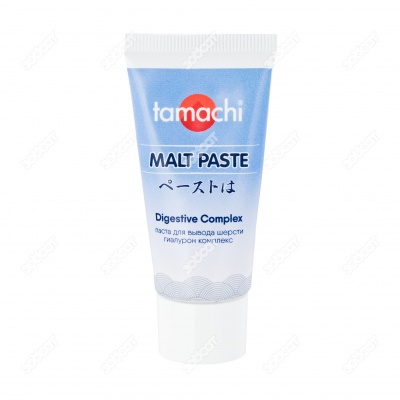 tamachi
MALT PASTE
ペーストは
Digestive Complex
паста для вывода шерсти
гиалурон комплекс